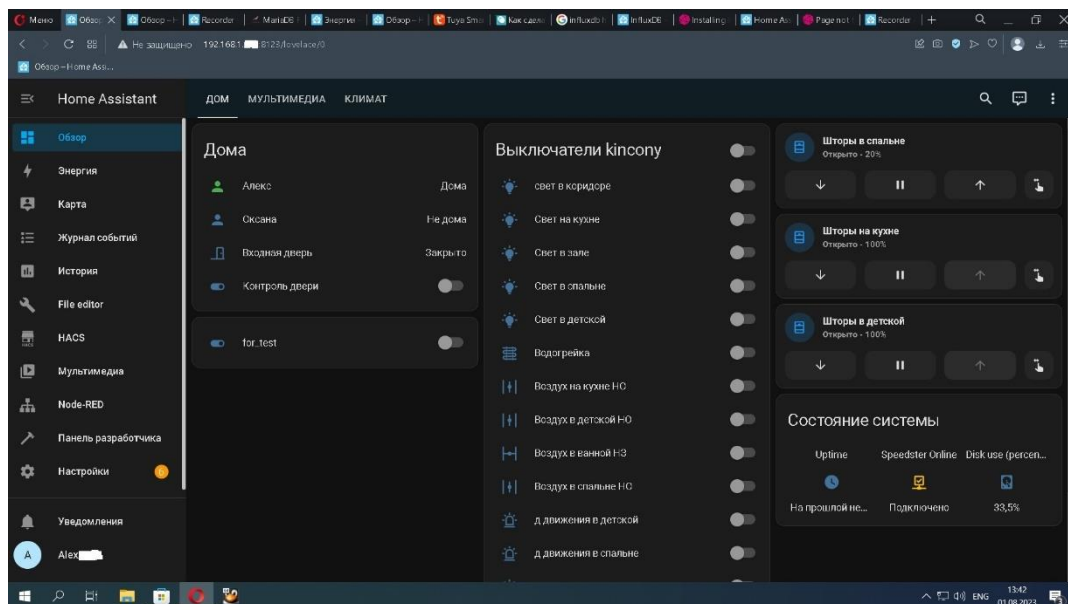 Меню
Обзор
Обзор – H
Recorder
MariaDB
Энергия
Обзор – H
Tuya Sma
Как сдела
influxdb h
InfluxDB
Installing
Home Ass
Page not f
Recorder
Не защищено 192.168.1. 8123/lovelace/0
Обзор – Home Assi...
Home Assistant
ДОМ МУЛЬТИМЕДИА КЛИМАТ
Обзор
Энергия
Карта
Журнал событий
История
File editor
HACS
Мультимедиа
Node-RED
Панель разработчика
Настройки
Уведомления
A Alex
Дома
Алекс Дома
Оксана Не дома
Входная дверь Закрыто
Контроль двери
for_test
Выключатели kincony
свет в коридоре
Свет на кухне
Свет в зале
Свет в спальне
Свет в детской
Водогрейка
Воздух на кухне НО
Воздух в детской НО
Воздух в ванной НЗ
Воздух в спальне НО
д движения в детской
д движения в спальне
Шторы в спальне
Открыто - 20%
Шторы на кухне
Открыто - 100%
Шторы в детской
Открыто - 100%
Состояние системы
Uptime Speedster Online Disk use (percen...
На прошлой не... Подключено 33,5%
ENG
13:42
01.08.2023